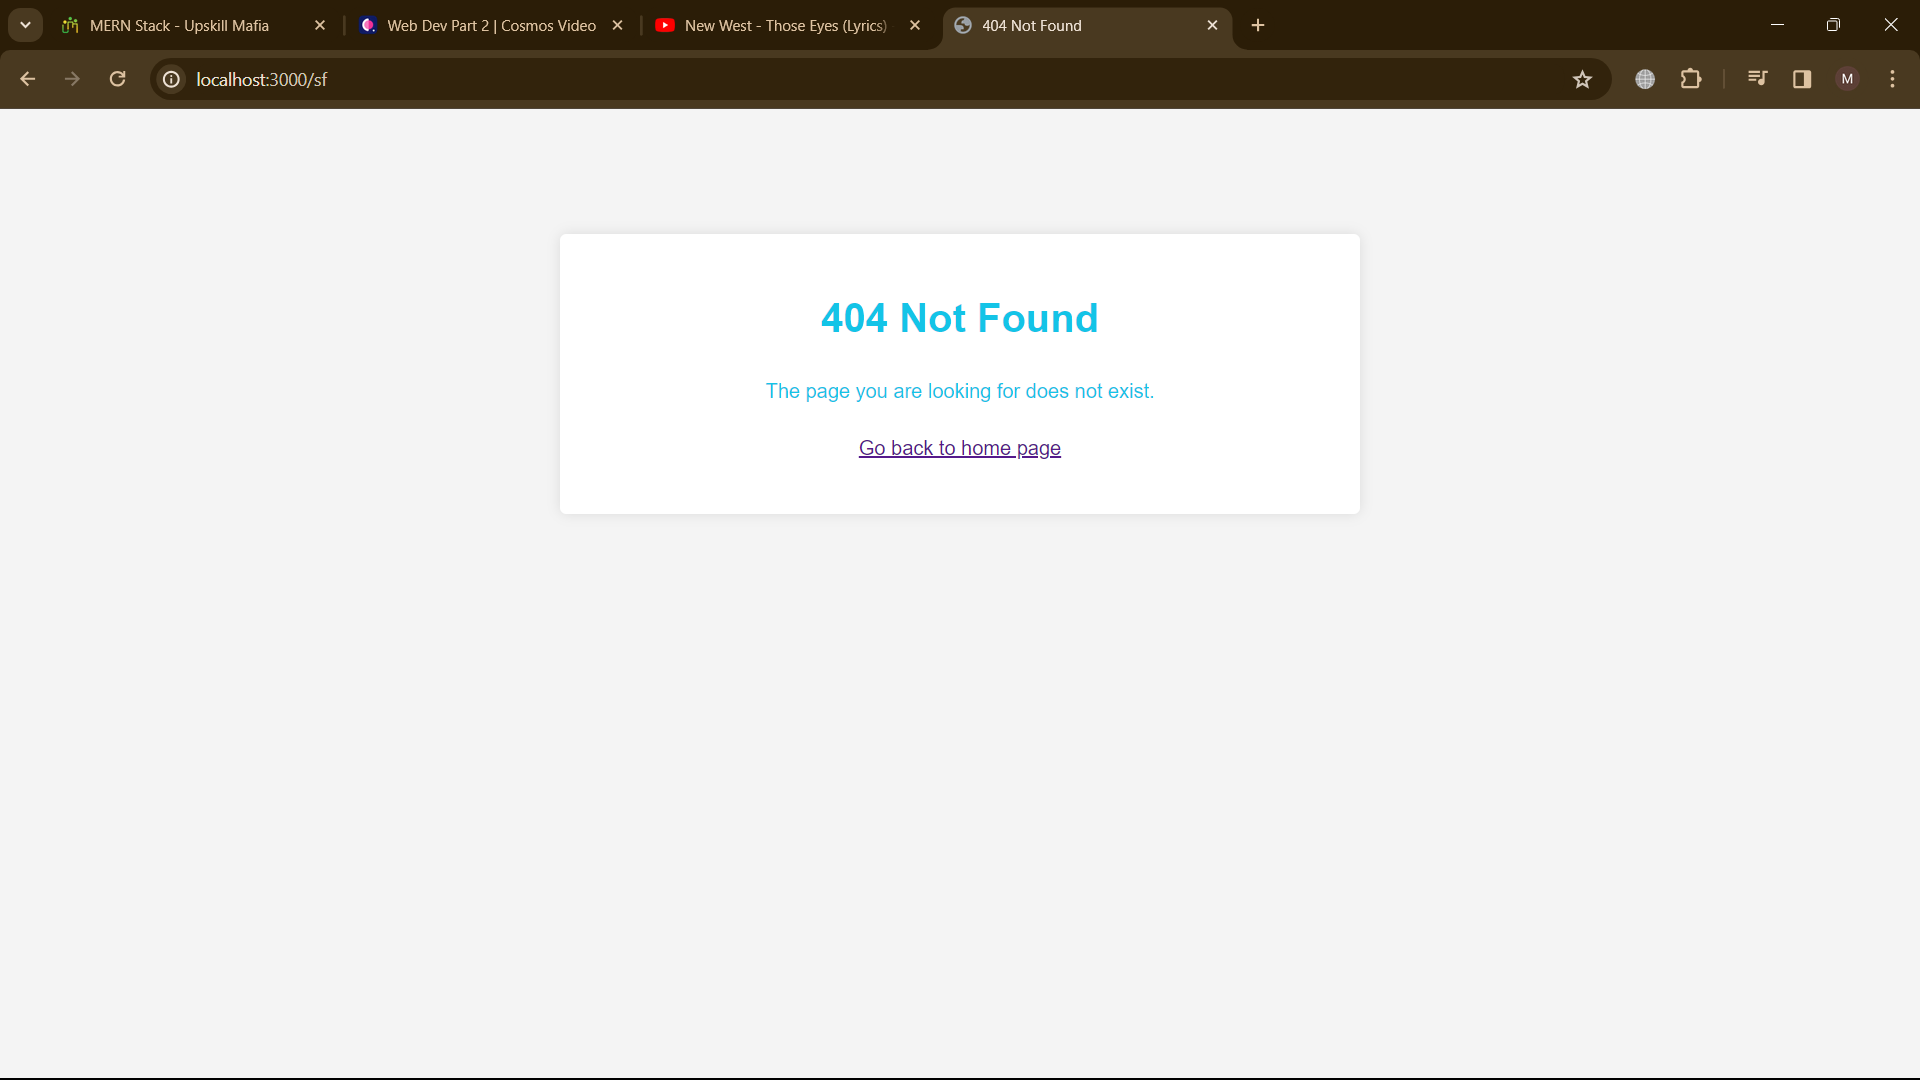 MERN Stack - Upskill Mafia
Web Dev Part 2 | Cosmos Video
New West - Those Eyes (Lyrics)
404 Not Found
localhost:3000/sf
M
404 Not Found
The page you are looking for does not exist.
Go back to home page